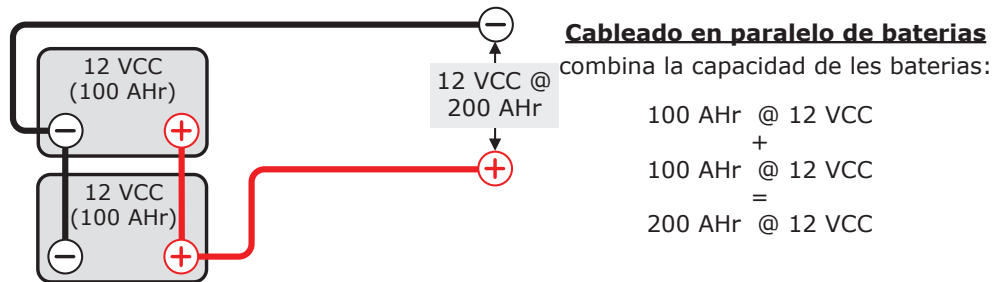 12 VCC
(100 AHr)
−
+
12 VCC
(100 AHr)
−
+
−
12 VCC @
200 AHr
+
Cableado en paralelo de baterias
combina la capacidad de les baterias:
100 AHr @ 12 VCC
+
100 AHr @ 12 VCC
=
200 AHr @ 12 VCC